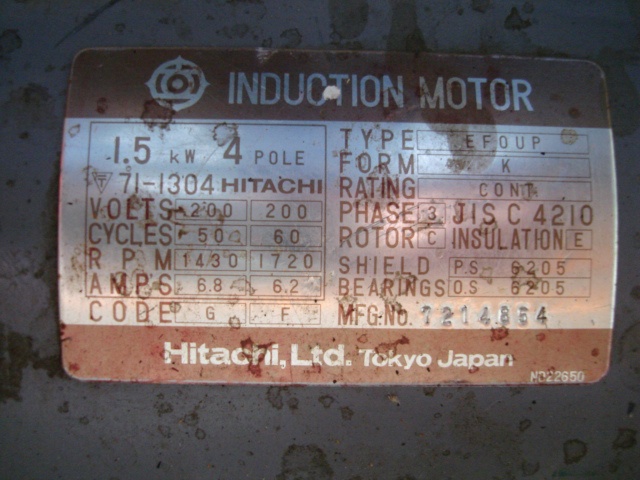 INDUCTION MOTOR
1.5 kW 4 POLE
71-1304 HITACHI
VOLTS 200 200
CYCLES 50 60
RPM 1430 1720
AMPS 6.8 6.2
CODE G F
TYPE EFOUP
FORM K
RATING CONT.
PHASE 3 JIS C 4210
ROTOR C INSULATION E
SHIELD P.S. 6205
BEARINGS O.S 6205
MFG.No. 7214864
Hitachi, Ltd. Tokyo Japan
HD22650